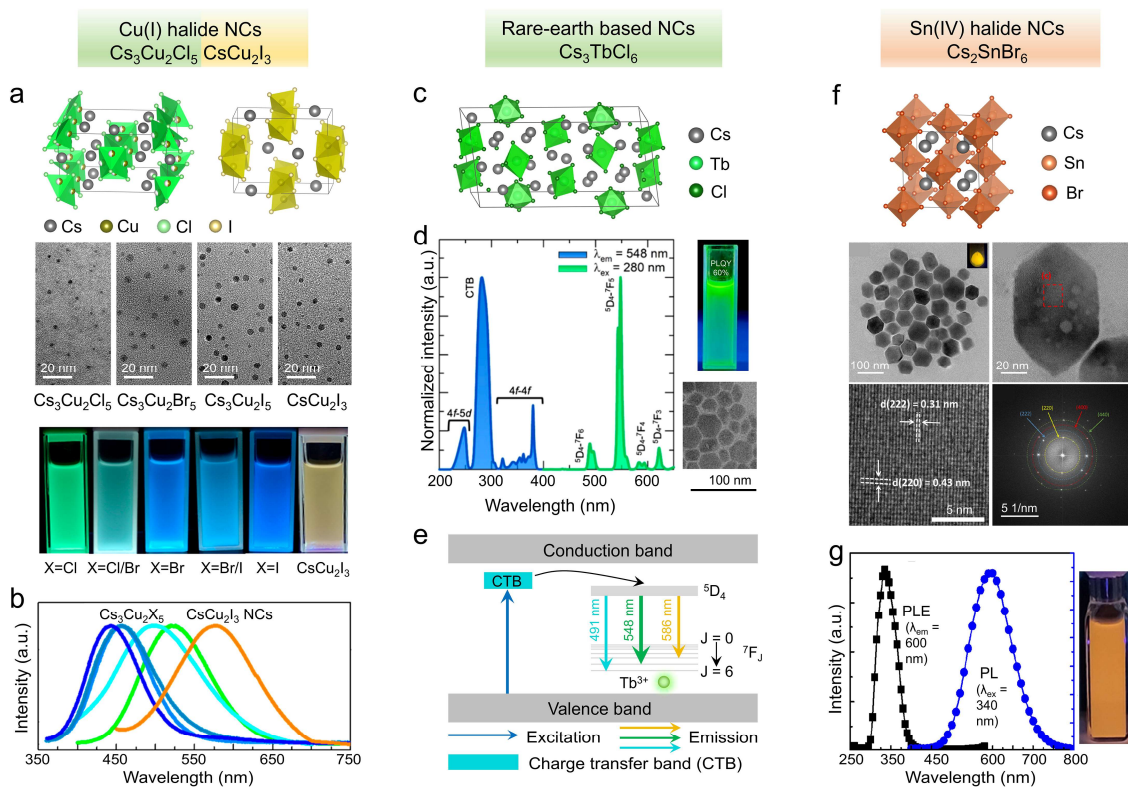 Cu(I) halide NCs
Cs₃Cu₂Cl₅ CsCu₂I₃
Rare-earth based NCs
Cs₃TbCl₆
Sn(IV) halide NCs
Cs₂SnBr₆
a
Cs
Cu
Cl
I
20 nm
20 nm
20 nm
20 nm
Cs₃Cu₂Cl₅
Cs₃Cu₂Br₅
Cs₃Cu₂I₅
CsCu₂I₃
X=Cl
X=Cl/Br
X=Br
X=Br/I
X=I
CsCu₂I₃
b
Cs₃Cu₂X₅
CsCu₂I₃ NCs
Intensity (a.u.)
350
450
550
650
750
Wavelength (nm)
c
Cs
Tb
Cl
d
λem = 548 nm
λex = 280 nm
CTB
4f-5d
4f-4f
⁵D₄-⁷F₆
⁵D₄-⁷F₅
⁵D₄-⁷F₄
⁵D₄-⁷F₃
Normalized intensity (a.u.)
200
300
400
500
600
Wavelength (nm)
PLQY
60%
100 nm
e
Conduction band
CTB
⁵D₄
491 nm
548 nm
586 nm
J = 0
⁷FJ
J = 6
Tb³⁺
Valence band
Excitation
Emission
Charge transfer band (CTB)
f
Cs
Sn
Br
100 nm
20 nm
d(222) = 0.31 nm
d(220) = 0.43 nm
5 nm
5 1/nm
g
PLE
(λem =
600
nm)
PL
(λex =
340
nm)
Intensity (a.u.)
250
300
400
500
600
700
800
Wavelength (nm)